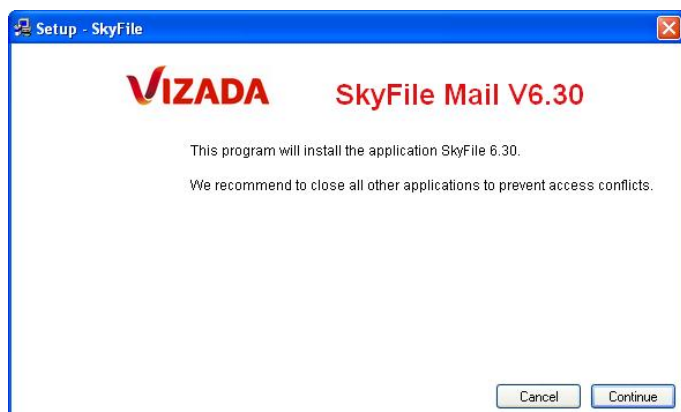 Setup - SkyFile
VIZADA SkyFile Mail V6.30
This program will install the application SkyFile 6.30.
We recommend to close all other applications to prevent access conflicts.
Cancel Continue